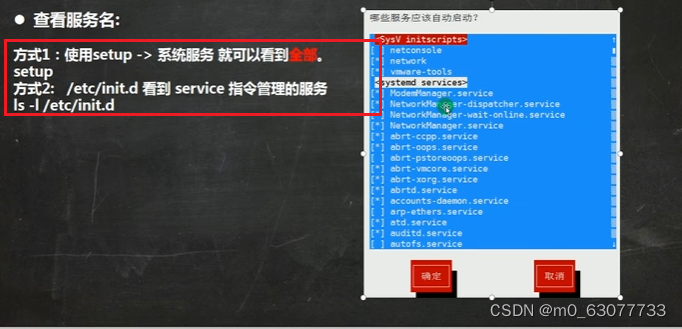 ● 查看服务名:
方式1：使用setup -> 系统服务 就可以看到全部。
setup
方式2: /etc/init.d 看到 service 指令管理的服务
ls -l /etc/init.d
哪些服务应该自动启动？
<SysV initscripts>
[ ] netconsole
[*] network
[*] vmware-tools
<systemd services>
[*] ModemManager.service
[*] NetworkManager-dispatcher.service
[*] NetworkManager-wait-online.service
[*] NetworkManager.service
[*] abrt-ccpp.service
[*] abrt-oops.service
[ ] abrt-pstoreoops.service
[*] abrt-vmcore.service
[*] abrt-xorg.service
[*] abrtd.service
[*] accounts-daemon.service
[ ] arp-ethers.service
[*] atd.service
[*] auditd.service
[ ] autofs.service
确定
取消
CSDN @m0_63077733